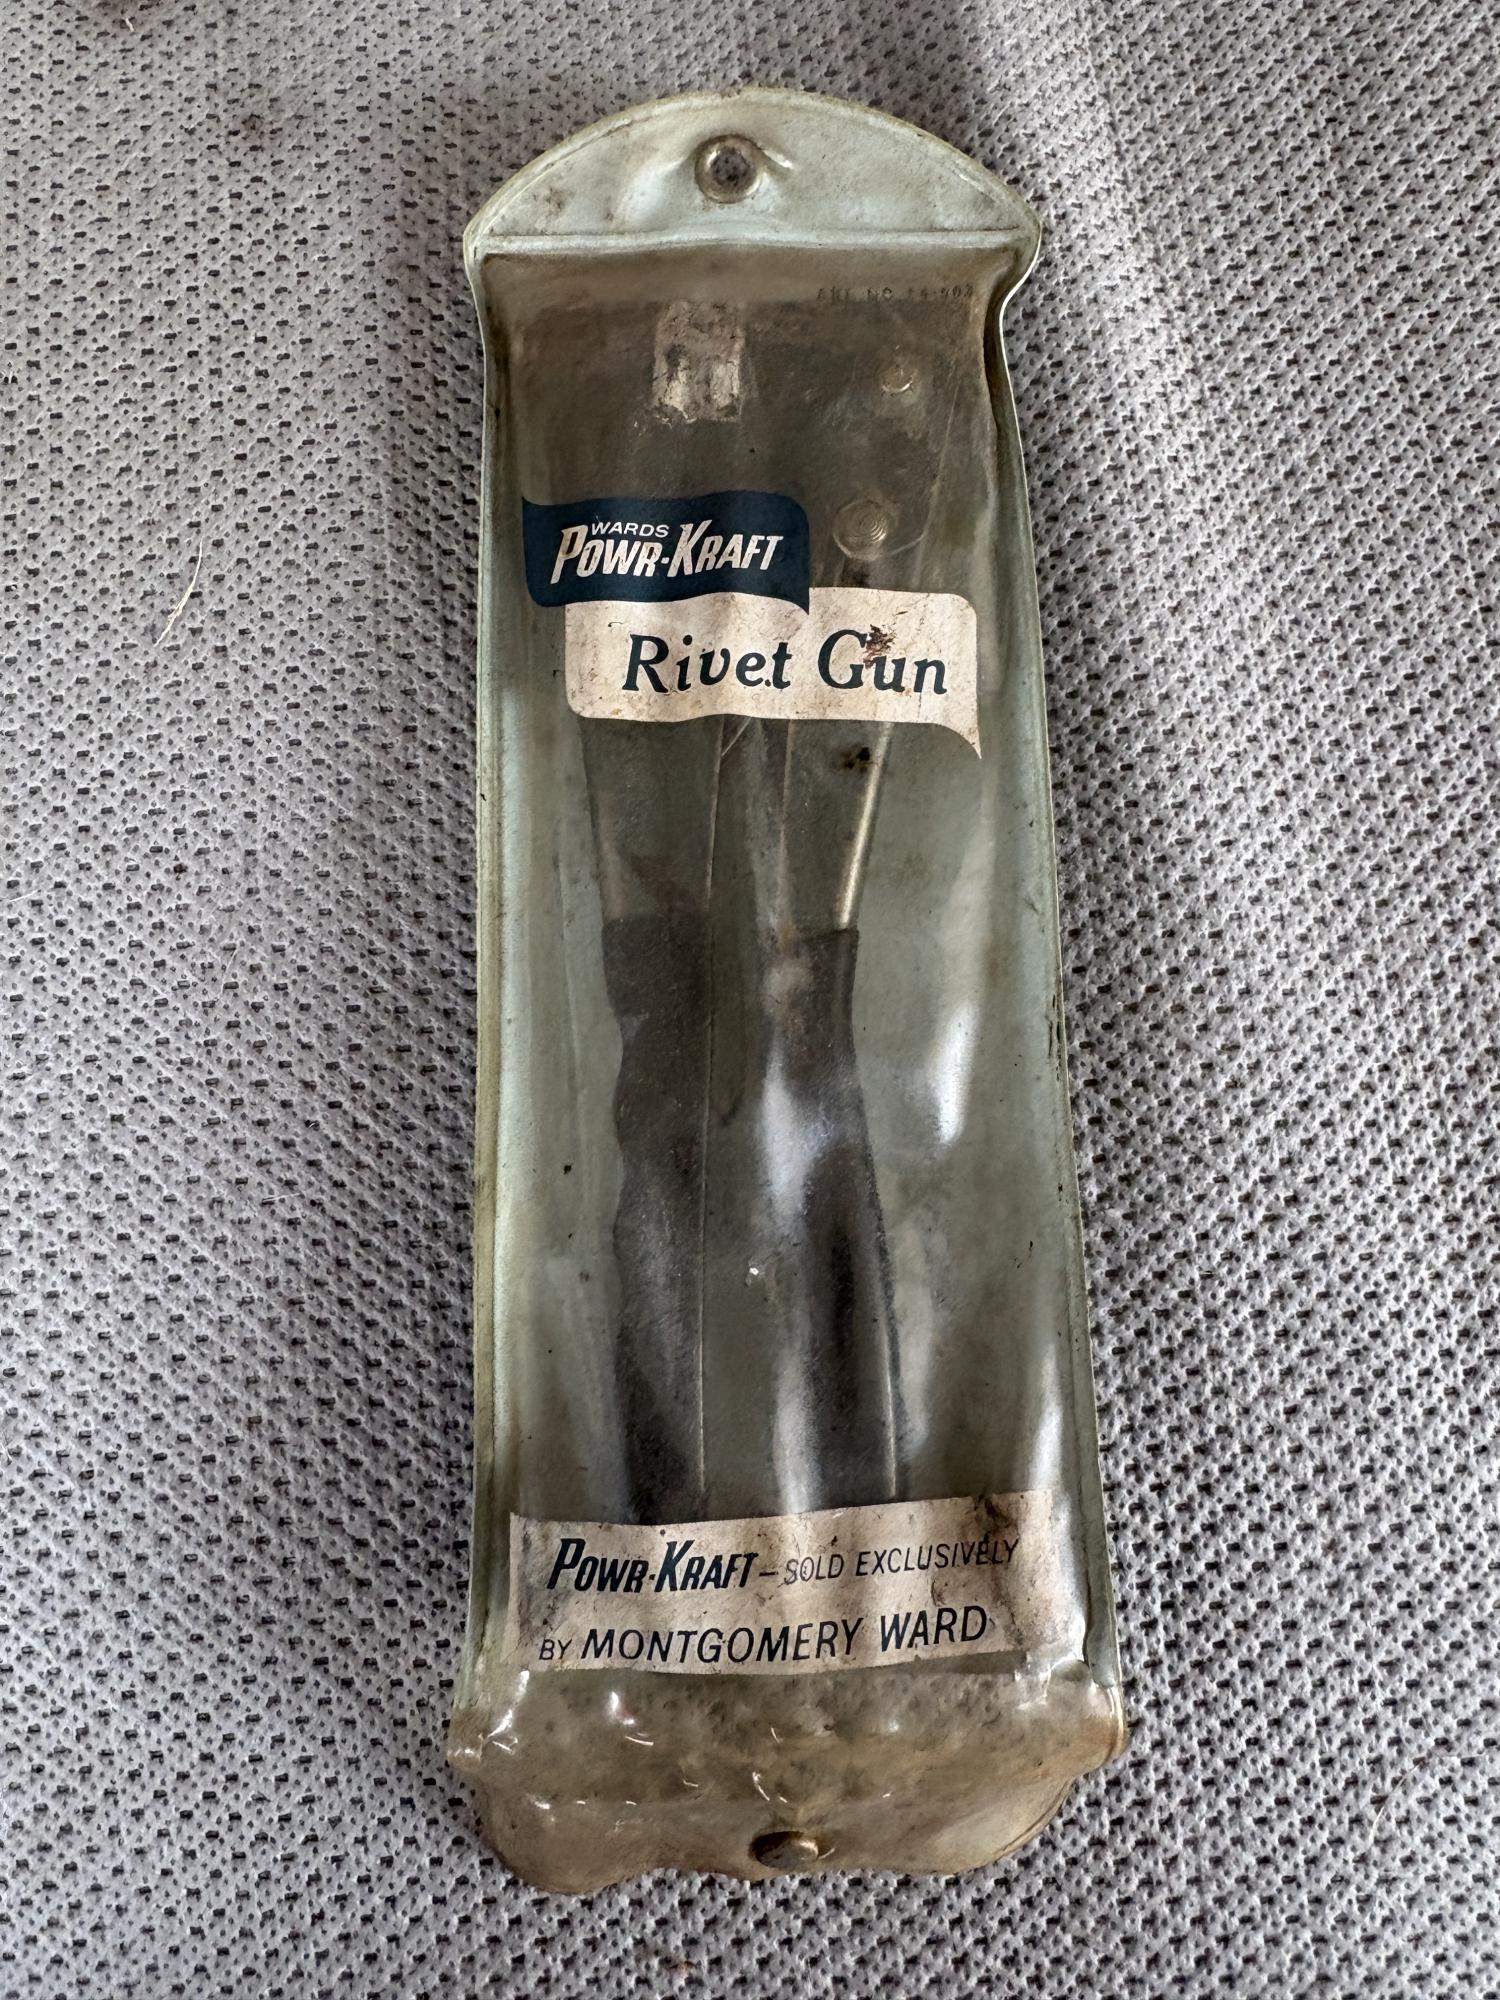 WARDS
POWR-KRAFT
Rivet Gun
POWR-KRAFT – SOLD EXCLUSIVELY
BY MONTGOMERY WARD